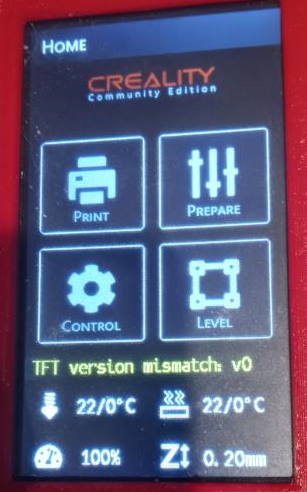 HOME
CREALITY
Community Edition
PRINT
PREPARE
CONTROL
LEVEL
TFT version mismatch: v0
22/0°C
22/0°C
100%
Z 0.20mm